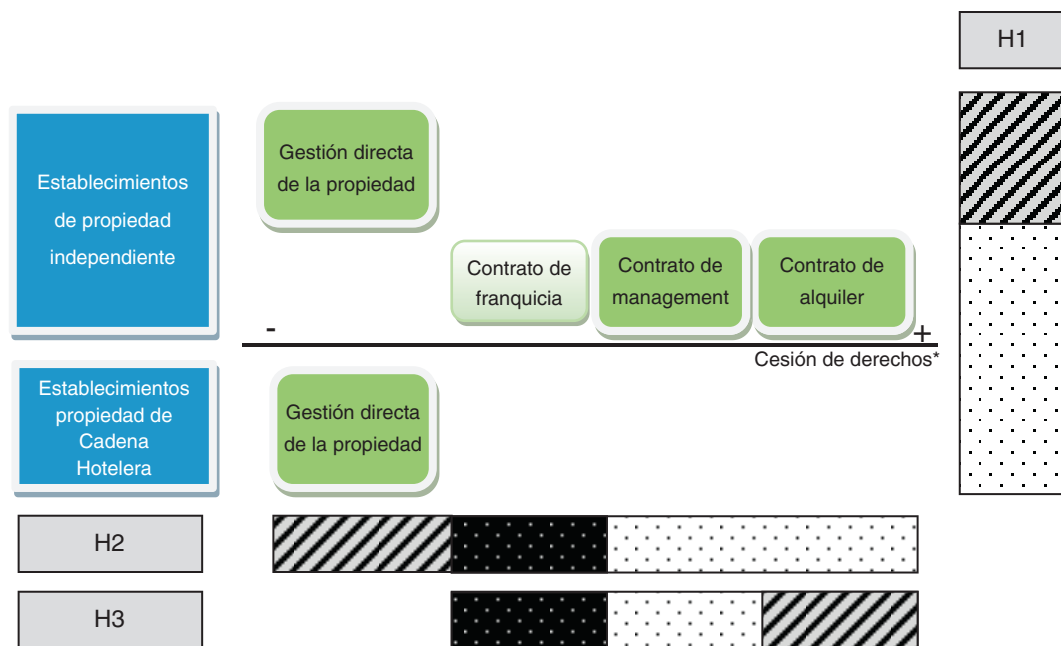 H1
Establecimientos
de propiedad
independiente
Gestión directa
de la propiedad
Contrato de
franquicia
Contrato de
management
Contrato de
alquiler
-
+
Cesión de derechos*
Establecimientos
propiedad de
Cadena
Hotelera
Gestión directa
de la propiedad
H2
H3